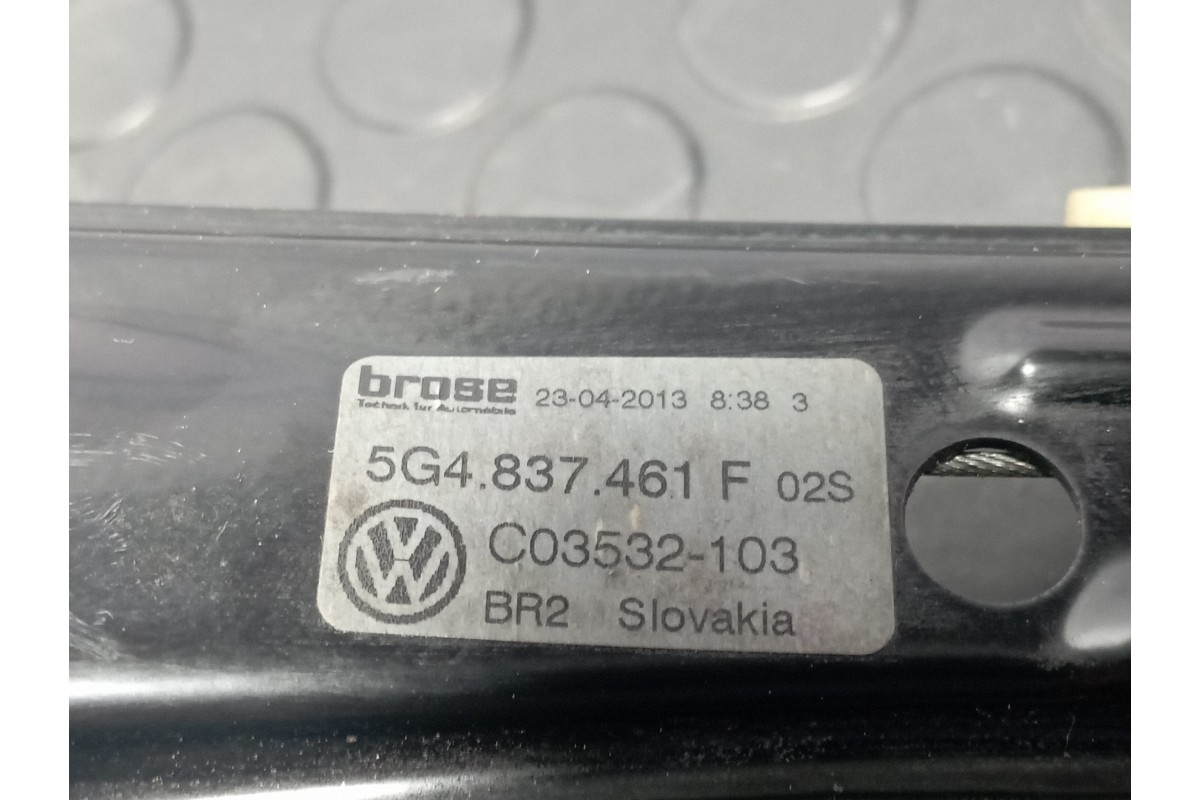 brose 23-04-2013 8:38 3
Technik für Automobile
5G4.837.461 F 02S
C03532-103
BR2 Slovakia